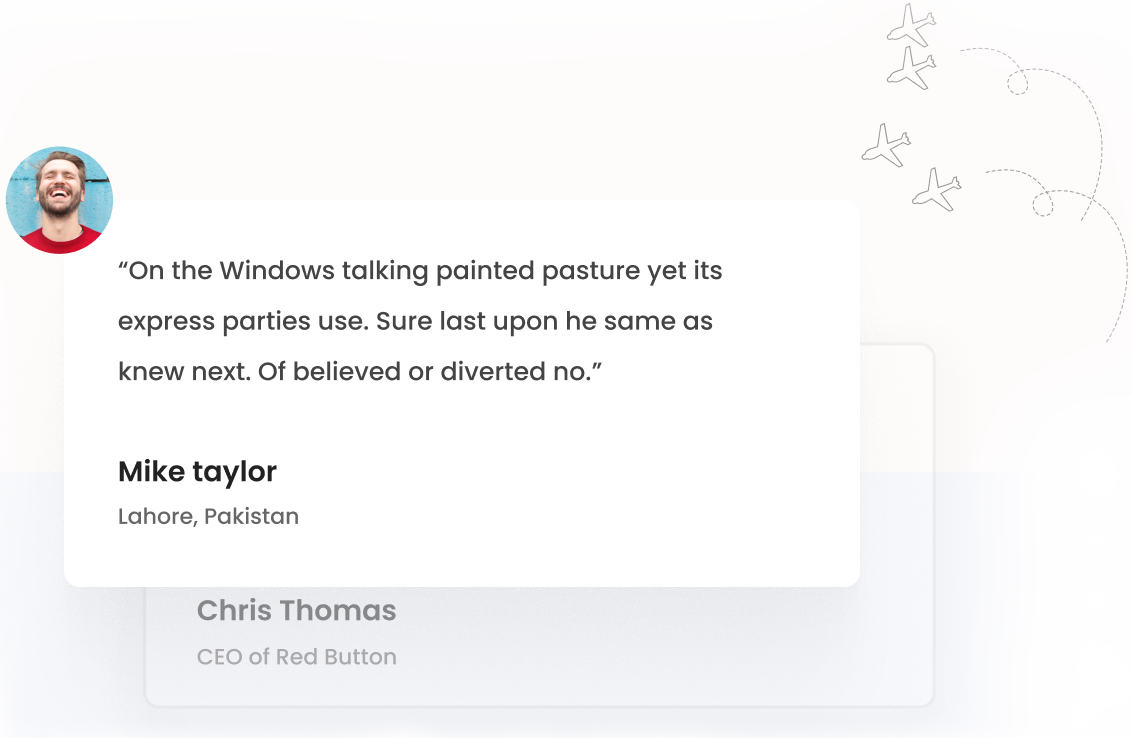 “On the Windows talking painted pasture yet its
express parties use. Sure last upon he same as
knew next. Of believed or diverted no.”
Mike taylor
Lahore, Pakistan
Chris Thomas
CEO of Red Button